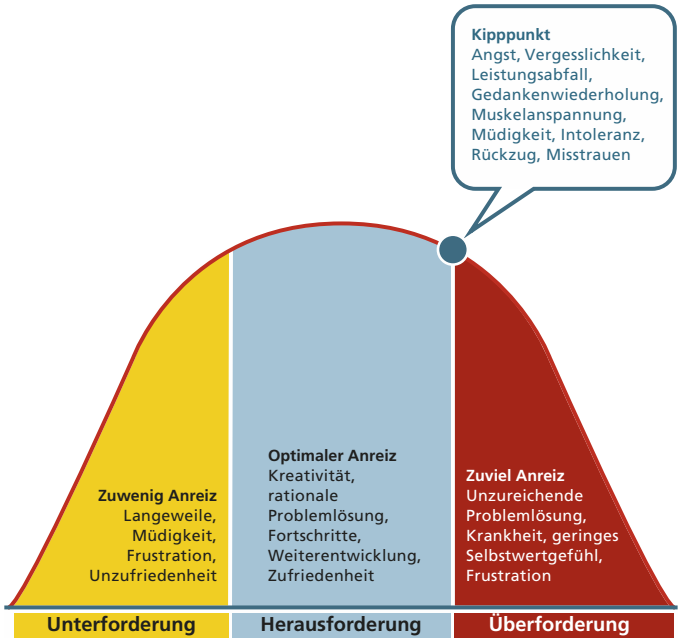 Kipppunkt
Angst, Vergesslichkeit,
Leistungsabfall,
Gedankenwiederholung,
Muskelanspannung,
Müdigkeit, Intoleranz,
Rückzug, Misstrauen
Zuwenig Anreiz
Langeweile,
Müdigkeit,
Frustration,
Unzufriedenheit
Optimaler Anreiz
Kreativität,
rationale
Problemlösung,
Fortschritte,
Weiterentwicklung,
Zufriedenheit
Zuviel Anreiz
Unzureichende
Problemlösung,
Krankheit, geringes
Selbstwertgefühl,
Frustration
Unterforderung
Herausforderung
Überforderung